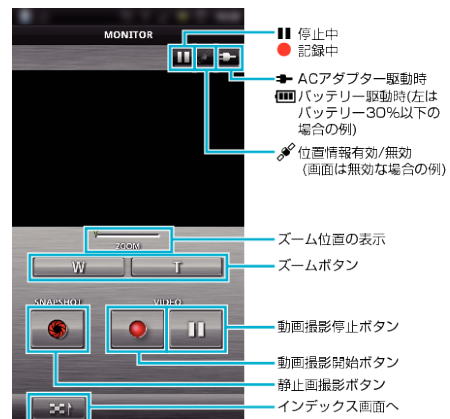 MONITOR
停止中
記録中
ACアダプター駆動時
バッテリー駆動時(左は
バッテリー30%以下の
場合の例)
位置情報有効/無効
(画面は無効な場合の例)
ZOOM
ズーム位置の表示
W
T
ズームボタン
SNAPSHOT
VIDEO
動画撮影停止ボタン
動画撮影開始ボタン
静止画撮影ボタン
インデックス画面へ